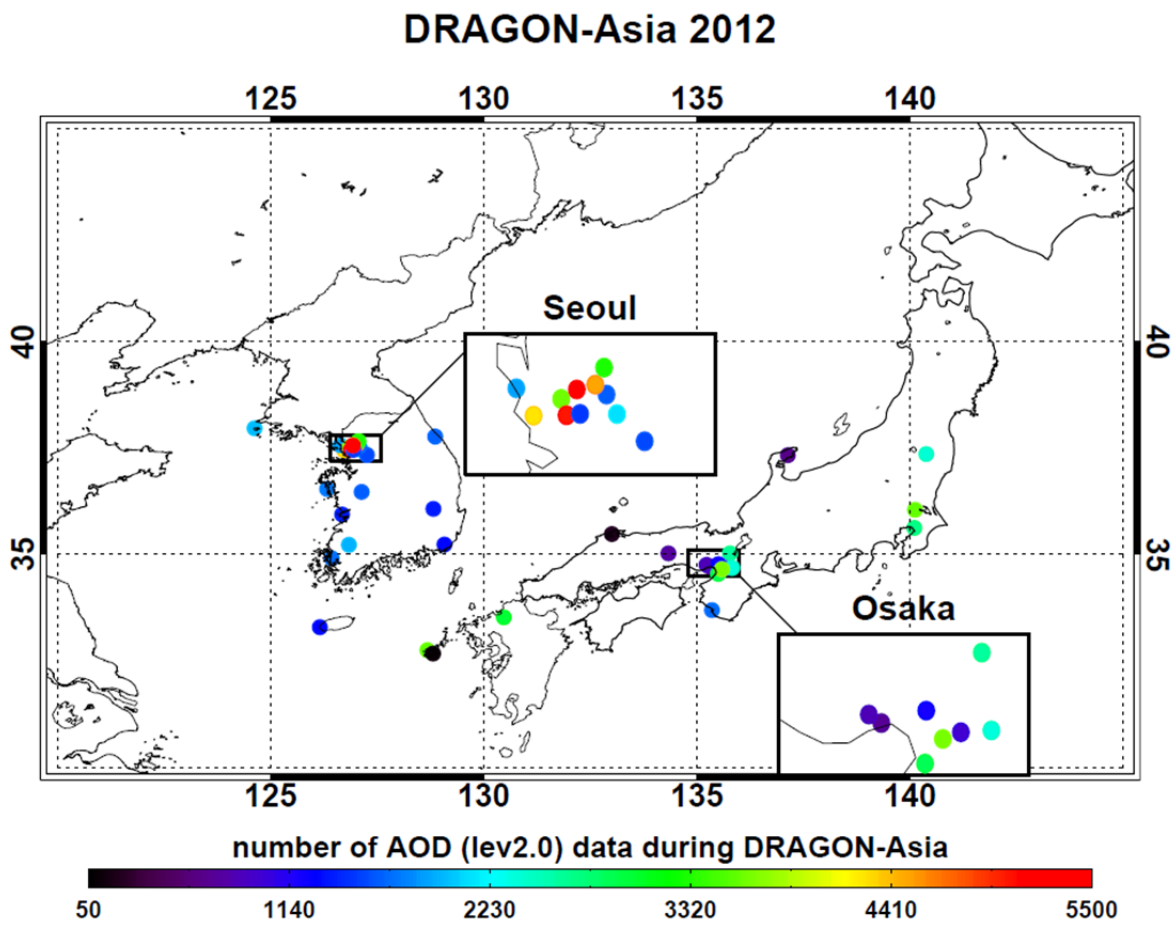 DRAGON-Asia 2012
125 130 135 140
40 40
Seoul
35 35
Osaka
125 130 135 140
number of AOD (lev2.0) data during DRAGON-Asia
50 1140 2230 3320 4410 5500